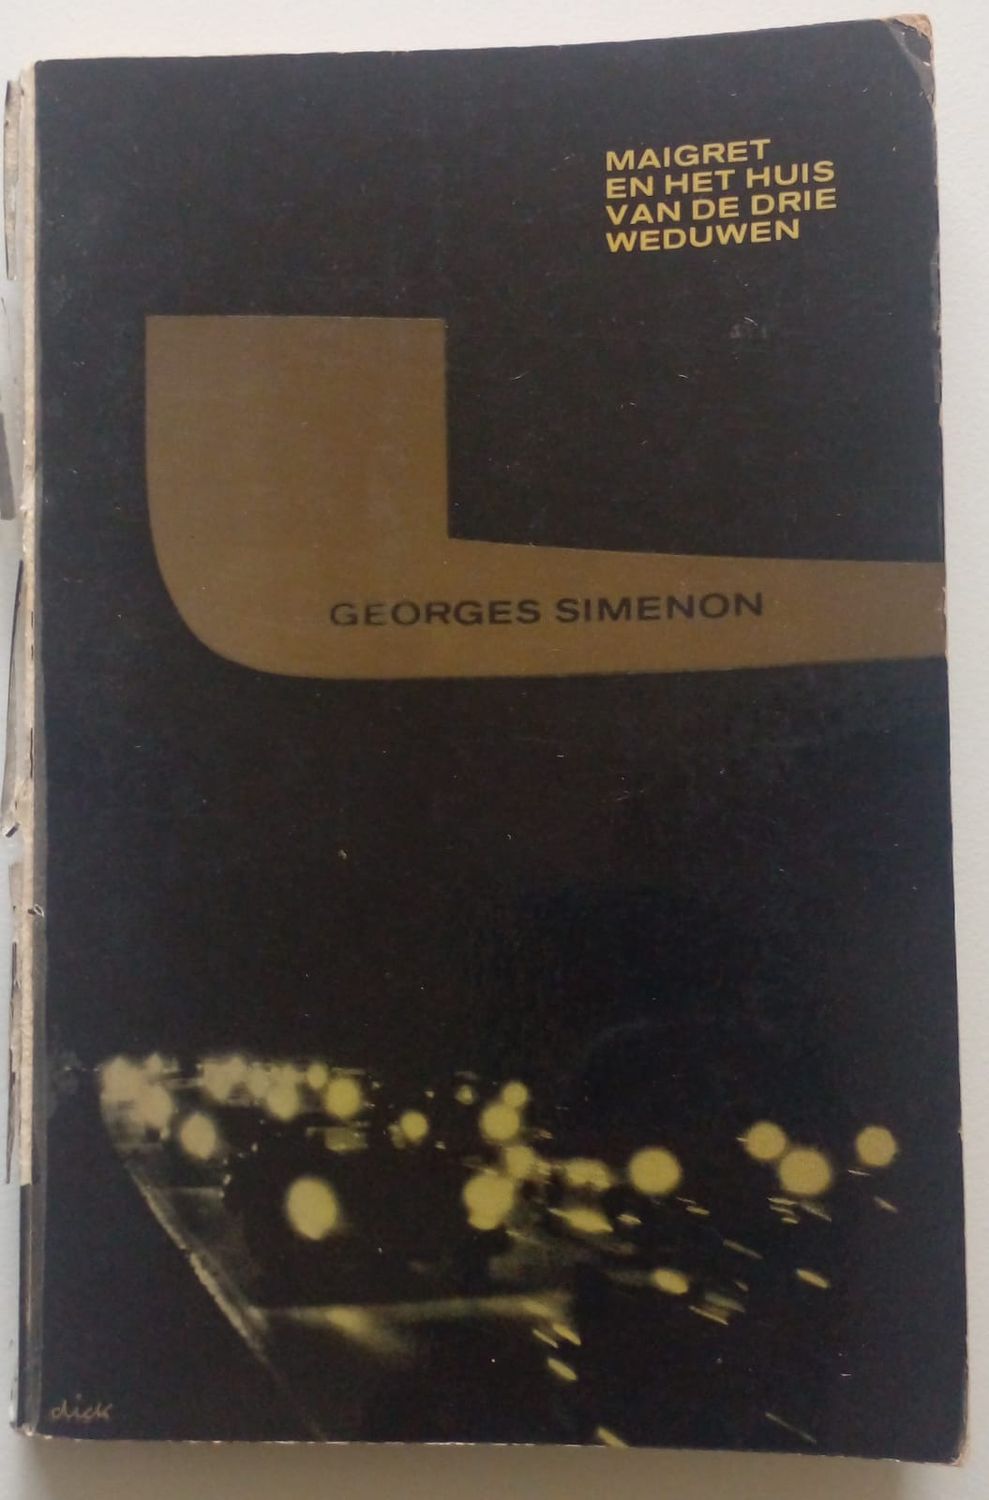 MAIGRET
EN HET HUIS
VAN DE DRIE
WEDUWEN
GEORGES SIMENON
dick